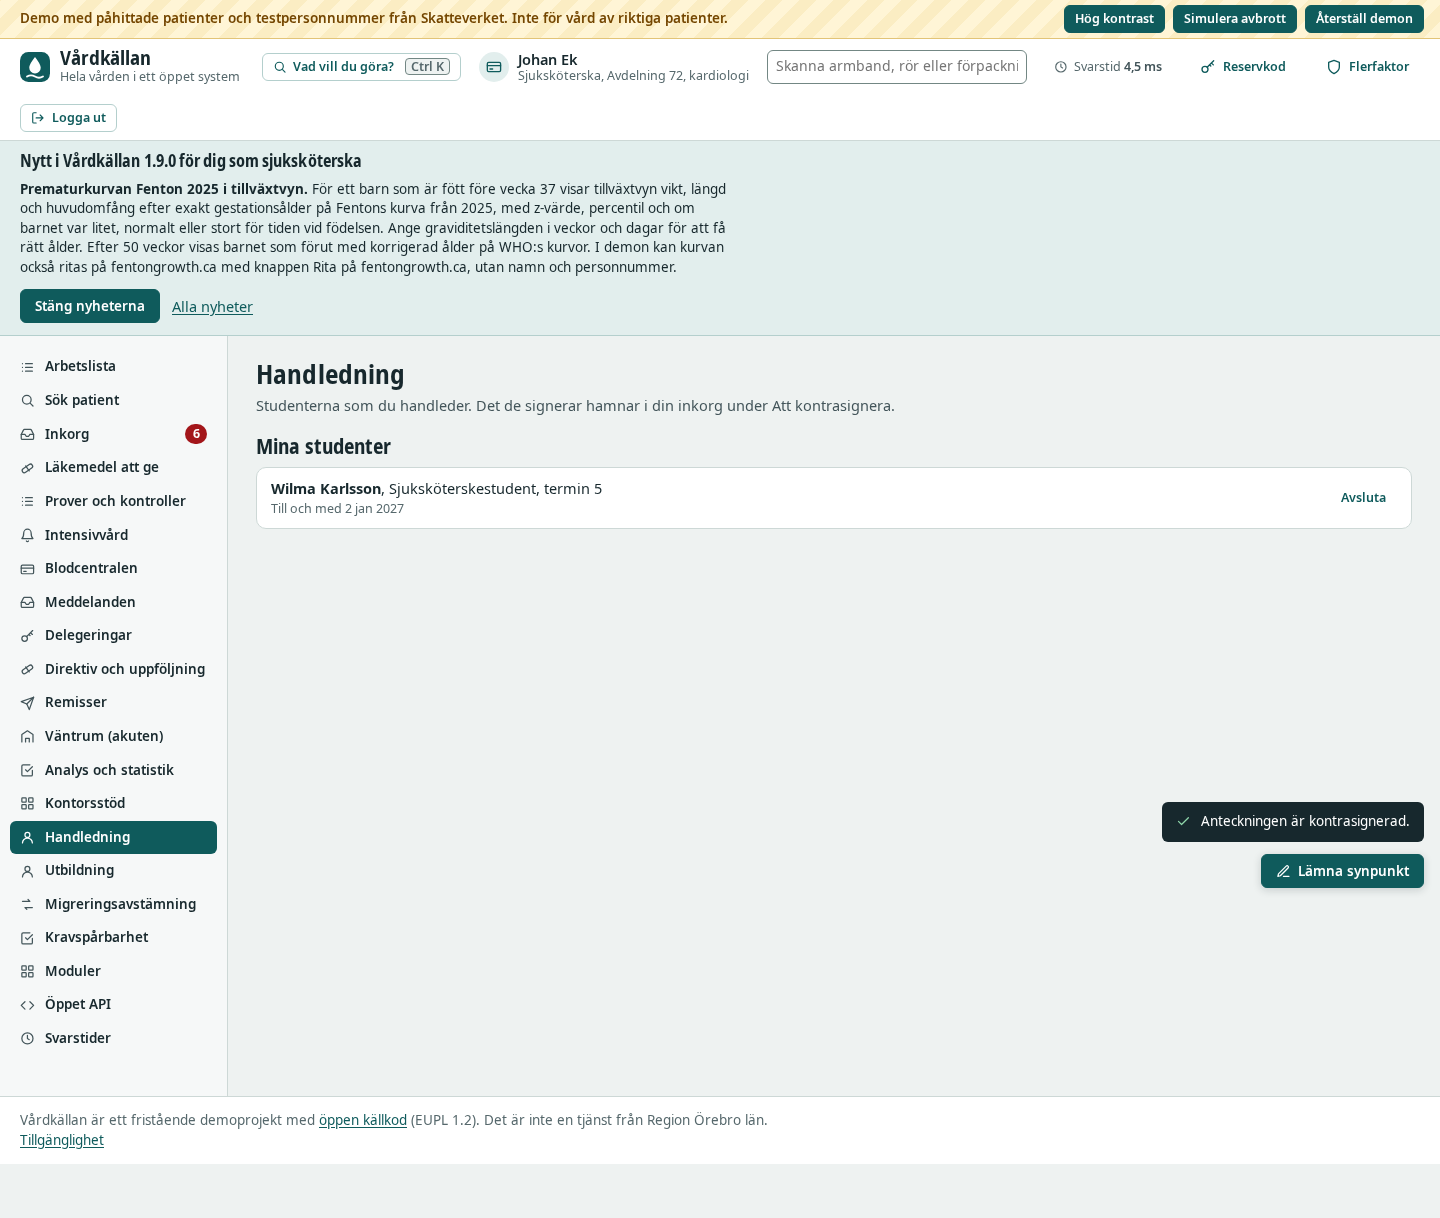 Demo med påhittade patienter och testpersonnummer från Skatteverket. Inte för vård av riktiga patienter.
Hög kontrast
Simulera avbrott
Återställ demon
Vårdkällan
Hela vården i ett öppet system
Vad vill du göra? Ctrl K
Johan Ek
Sjuksköterska, Avdelning 72, kardiologi
Skanna armband, rör eller förpackni
Svarstid 4,5 ms
Reservkod
Flerfaktor
Logga ut
Nytt i Vårdkällan 1.9.0 för dig som sjuksköterska
Prematurkurvan Fenton 2025 i tillväxtvyn. För ett barn som är fött före vecka 37 visar tillväxtvyn vikt, längd
och huvudomfång efter exakt gestationsålder på Fentons kurva från 2025, med z-värde, percentil och om
barnet var litet, normalt eller stort för tiden vid födelsen. Ange graviditetslängden i veckor och dagar för att få
rätt ålder. Efter 50 veckor visas barnet som förut med korrigerad ålder på WHO:s kurvor. I demon kan kurvan
också ritas på fentongrowth.ca med knappen Rita på fentongrowth.ca, utan namn och personnummer.
Stäng nyheterna
Alla nyheter
Arbetslista
Sök patient
Inkorg 6
Läkemedel att ge
Prover och kontroller
Intensivvård
Blodcentralen
Meddelanden
Delegeringar
Direktiv och uppföljning
Remisser
Väntrum (akuten)
Analys och statistik
Kontorsstöd
Handledning
Utbildning
Migreringsavstämning
Kravspårbarhet
Moduler
Öppet API
Svarstider
Handledning
Studenterna som du handleder. Det de signerar hamnar i din inkorg under Att kontrasignera.
Mina studenter
Wilma Karlsson, Sjuksköterskestudent, termin 5
Till och med 2 jan 2027
Avsluta
Anteckningen är kontrasignerad.
Lämna synpunkt
Vårdkällan är ett fristående demoprojekt med öppen källkod (EUPL 1.2). Det är inte en tjänst från Region Örebro län.
Tillgänglighet